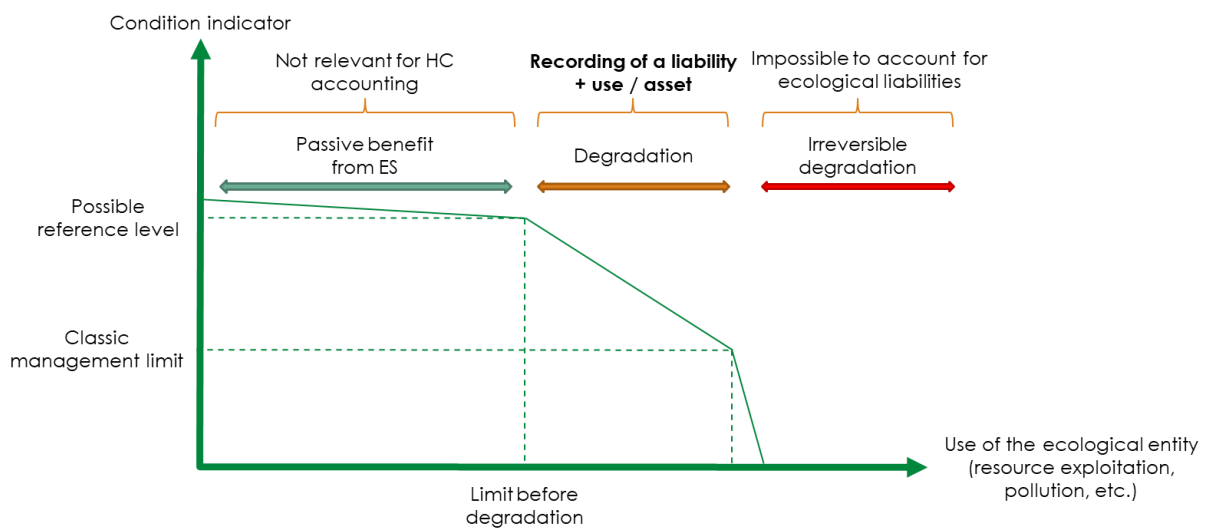 Condition indicator
Not relevant for HC
accounting
Recording of a liability
+ use / asset
Impossible to account for
ecological liabilities
Passive benefit
from ES
Degradation
Irreversible
degradation
Possible
reference level
Classic
management limit
Use of the ecological entity
(resource exploitation,
pollution, etc.)
Limit before
degradation